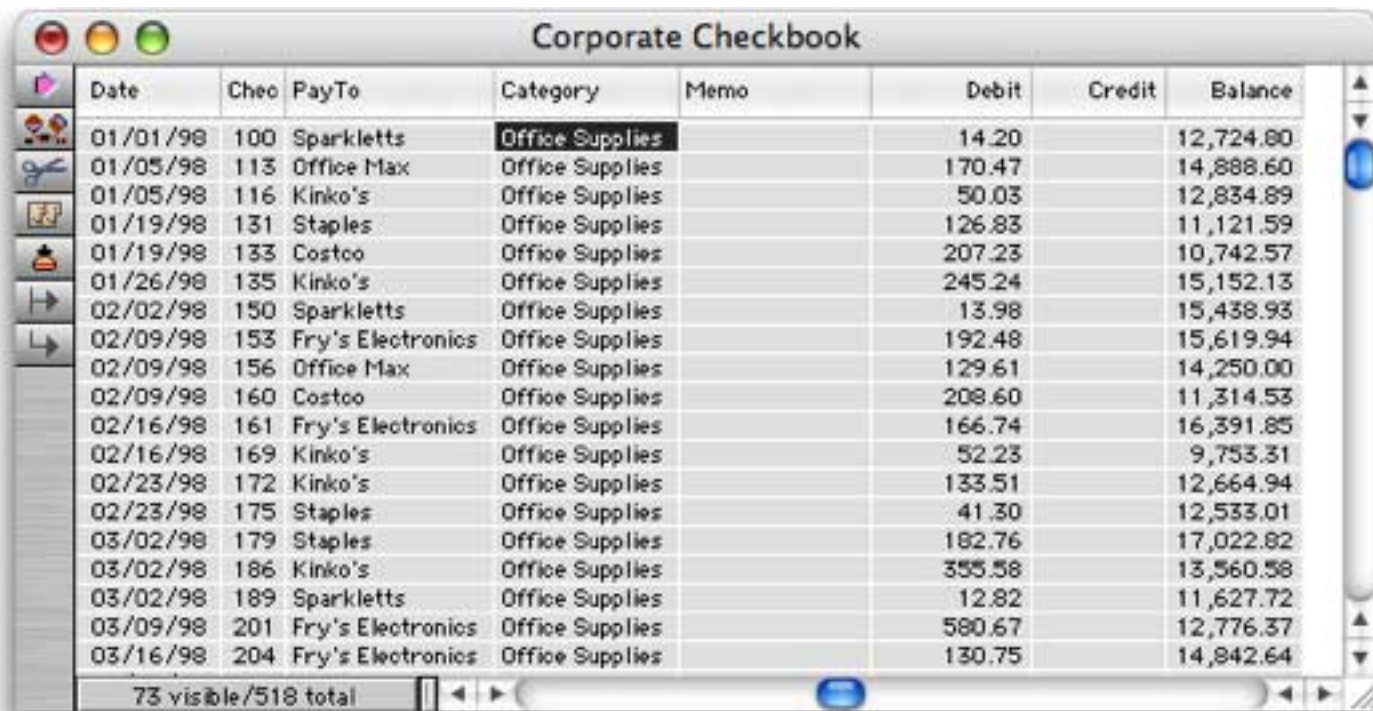 Corporate Checkbook
Date Chec PayTo Category Memo Debit Credit Balance
01/01/98 100 Sparkletts Office Supplies 14.20 12,724.80
01/05/98 113 Office Max Office Supplies 170.47 14,888.60
01/05/98 116 Kinko's Office Supplies 50.03 12,834.89
01/19/98 131 Staples Office Supplies 126.83 11,121.59
01/19/98 133 Costco Office Supplies 207.23 10,742.57
01/26/98 135 Kinko's Office Supplies 245.24 15,152.13
02/02/98 150 Sparkletts Office Supplies 13.98 15,438.93
02/09/98 153 Fry's Electronics Office Supplies 192.48 15,619.94
02/09/98 156 Office Max Office Supplies 129.61 14,250.00
02/09/98 160 Costco Office Supplies 208.60 11,314.53
02/16/98 161 Fry's Electronics Office Supplies 166.74 16,391.85
02/16/98 169 Kinko's Office Supplies 52.23 9,753.31
02/23/98 172 Kinko's Office Supplies 133.51 12,664.94
02/23/98 175 Staples Office Supplies 41.30 12,533.01
03/02/98 179 Staples Office Supplies 182.76 17,022.82
03/02/98 186 Kinko's Office Supplies 355.58 13,560.58
03/02/98 189 Sparkletts Office Supplies 12.82 11,627.72
03/09/98 201 Fry's Electronics Office Supplies 580.67 12,776.37
03/16/98 204 Fry's Electronics Office Supplies 130.75 14,842.64
73 visible/518 total